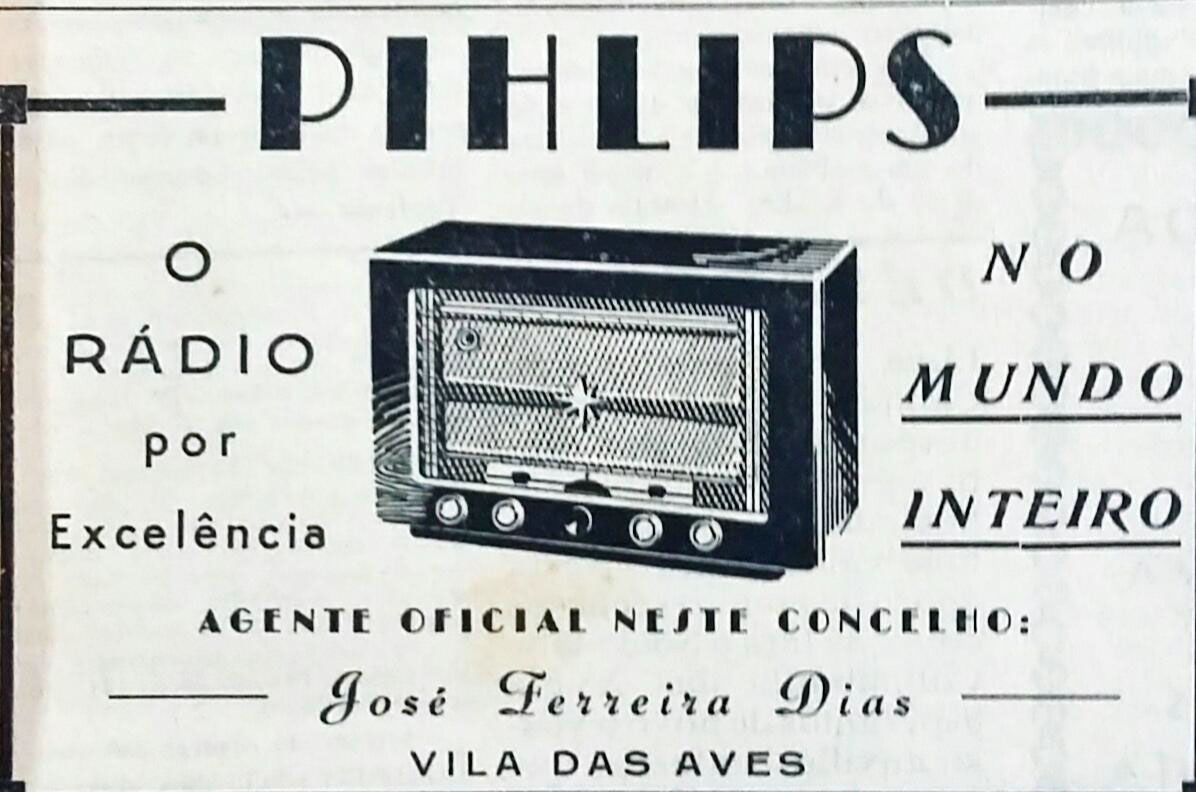 PIHLIPS
O
RÁDIO
por
Excelência
NO
MUNDO
INTEIRO
AGENTE OFICIAL NESTE CONCELHO:
José Ferreira Dias
VILA DAS AVES